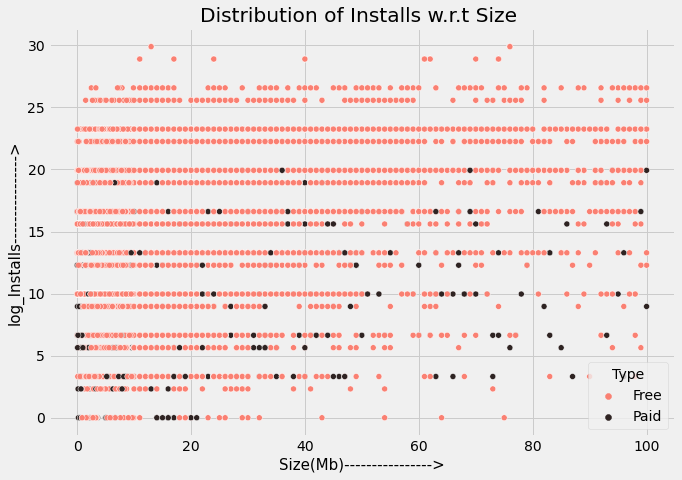 Distribution of Installs w.r.t Size
log_Installs---------------->
30
25
20
15
10
5
0
0
20
40
60
80
100
Size(Mb)---------------->
Type
Free
Paid